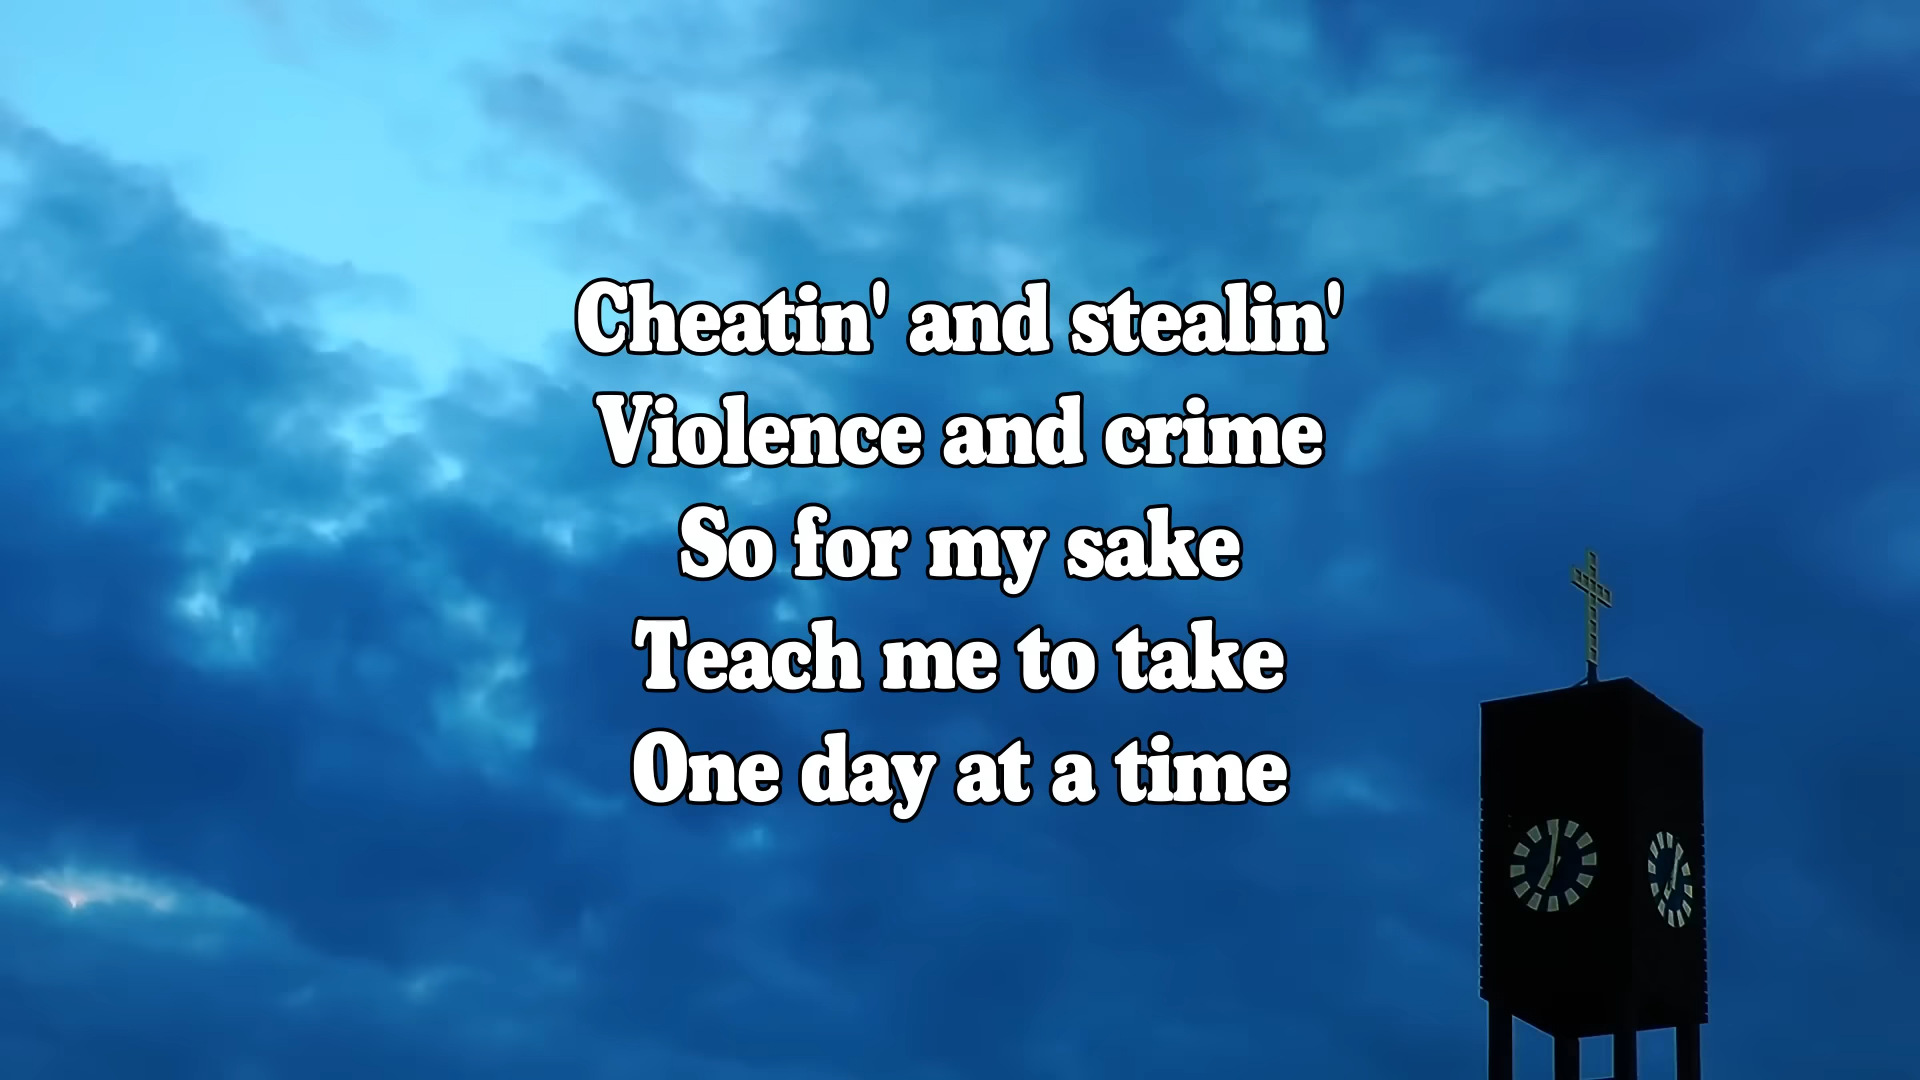 Cheatin' and stealin'
Violence and crime
So for my sake
Teach me to take
One day at a time